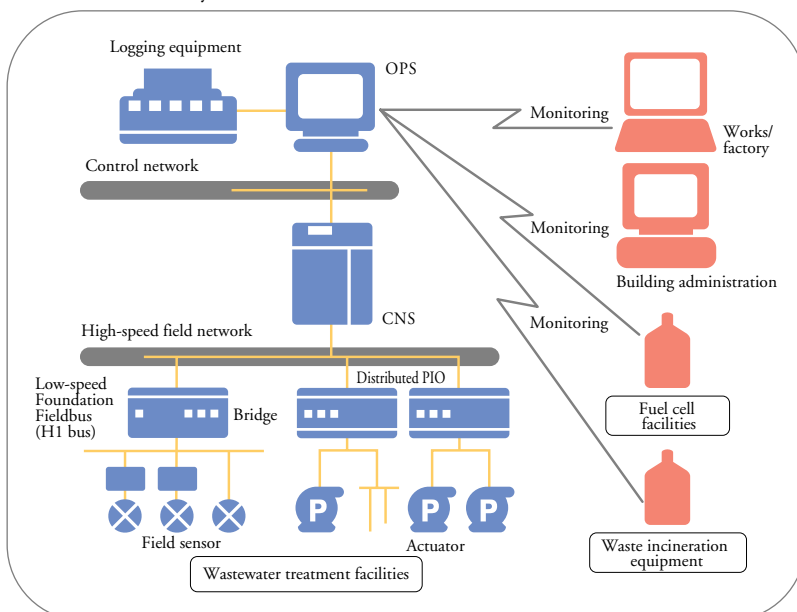 Logging equipment
OPS
Monitoring
Works/
factory
Control network
Monitoring
Building administration
CNS
High-speed field network
Monitoring
Distributed PIO
Low-speed
Foundation
Fieldbus
(H1 bus)
Bridge
Fuel cell
facilities
P
P
P
Field sensor
Actuator
Waste incineration
equipment
Wastewater treatment facilities